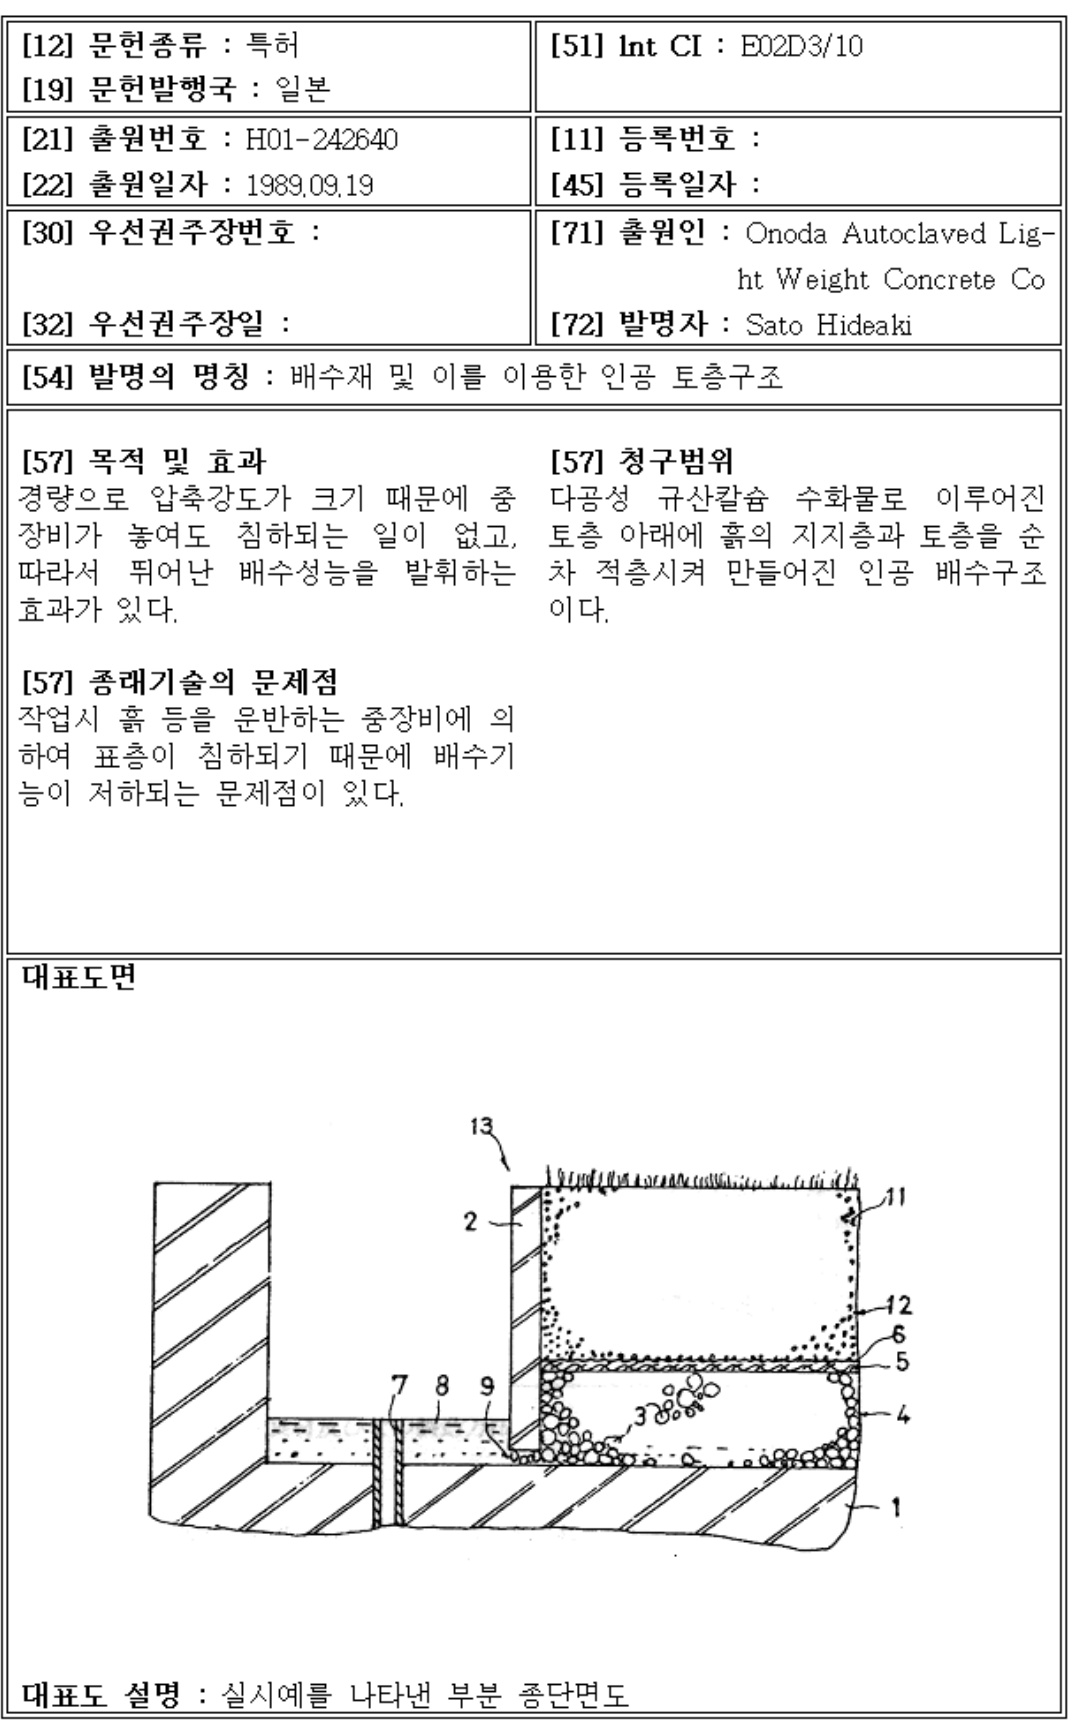 [12] 문헌종류 : 특허
[19] 문헌발행국 : 일본
[51] Int CI : E02D3/10
[21] 출원번호 : H01-242640
[22] 출원일자 : 1989.09.19
[11] 등록번호 :
[45] 등록일자 :
[30] 우선권주장번호 :
[32] 우선권주장일 :
[71] 출원인 : Onoda Autoclaved Lig-
ht Weight Concrete Co
[72] 발명자 : Sato Hideaki
[54] 발명의 명칭 : 배수재 및 이를 이용한 인공 토층구조
[57] 목적 및 효과
경량으로 압축강도가 크기 때문에 중
장비가 놓여도 침하되는 일이 없고,
따라서 뛰어난 배수성능을 발휘하는
효과가 있다.
[57] 종래기술의 문제점
작업시 흙 등을 운반하는 중장비에 의
하여 표층이 침하되기 때문에 배수기
능이 저하되는 문제점이 있다.
[57] 청구범위
다공성 규산칼슘 수화물로 이루어진
토층 아래에 흙의 지지층과 토층을 순
차 적층시켜 만들어진 인공 배수구조
이다.
대표도면
13
11
2
12
6
5
7 8 9
3
4
1
대표도 설명 : 실시예를 나타낸 부분 종단면도